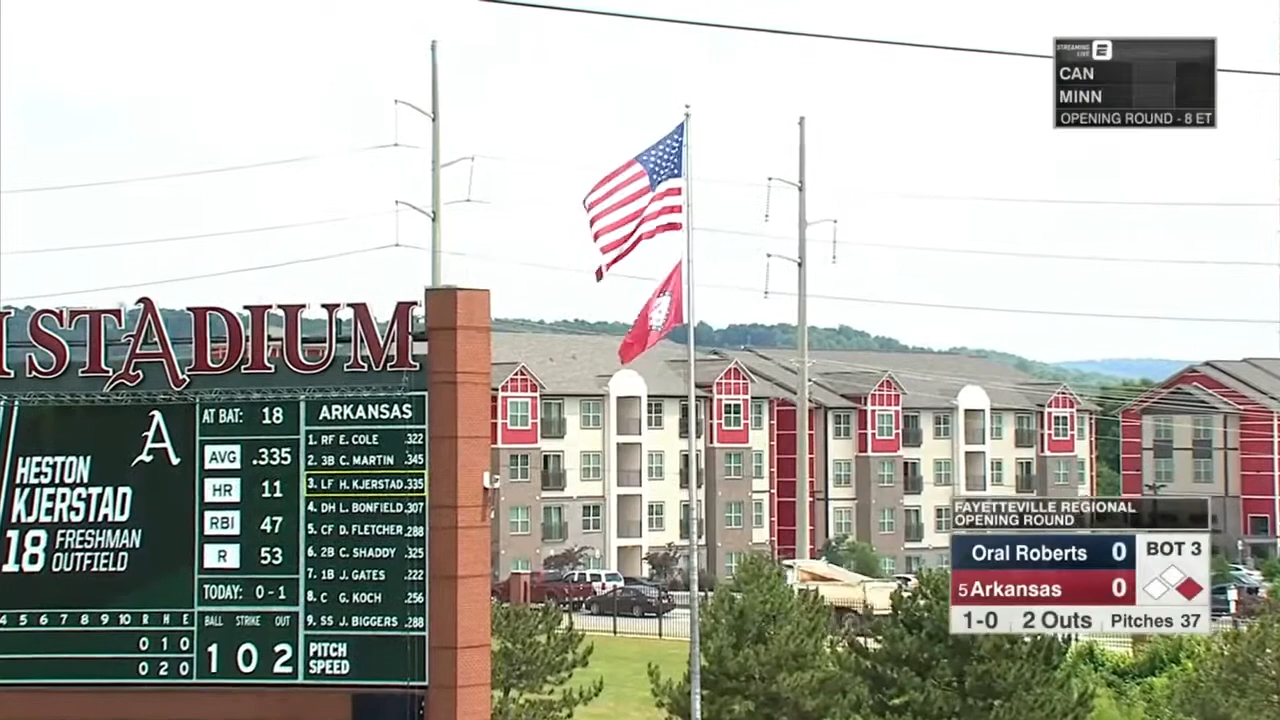 STREAMING LIVE E
CAN
MINN
OPENING ROUND - 8 ET
STADIUM
A
HESTON
KJERSTAD
18 FRESHMAN
OUTFIELD
AT BAT: 18
AVG .335
HR 11
RBI 47
R 53
TODAY: 0-1
ARKANSAS
1. RF E. COLE .322
2. 3B C. MARTIN .345
3. LF H. KJERSTAD .335
4. DH L. BONFIELD .307
5. CF D. FLETCHER .288
6. 2B C. SHADDY .325
7. 1B J. GATES .222
8. C G. KOCH .256
9. SS J. BIGGERS .288
4 5 6 7 8 9 10 R H E
0 1 0
0 2 0
BALL STRIKE OUT
1 0 2
PITCH
SPEED
FAYETTEVILLE REGIONAL
OPENING ROUND
Oral Roberts 0
5 Arkansas 0
BOT 3
1-0 2 Outs Pitches 37